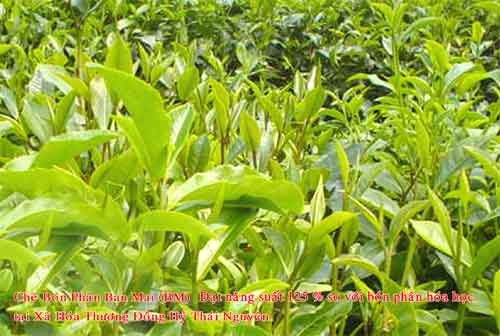 Chè Bón Phân Ban Mai (BM) Đạt năng suất 125 % so với bón phân hóa học
tại Xã Hóa Thượng Đồng Hỷ Thái Nguyên